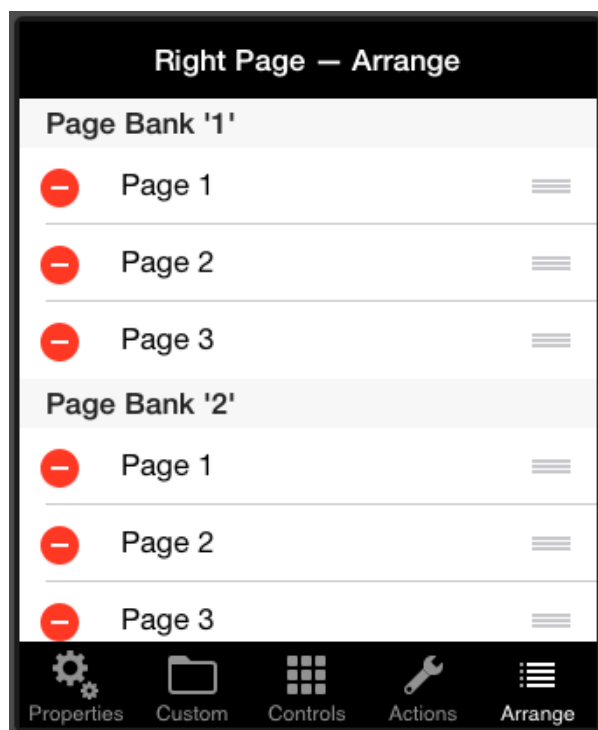 Right Page — Arrange
Page Bank '1'
Page 1
Page 2
Page 3
Page Bank '2'
Page 1
Page 2
Page 3
Properties Custom Controls Actions Arrange